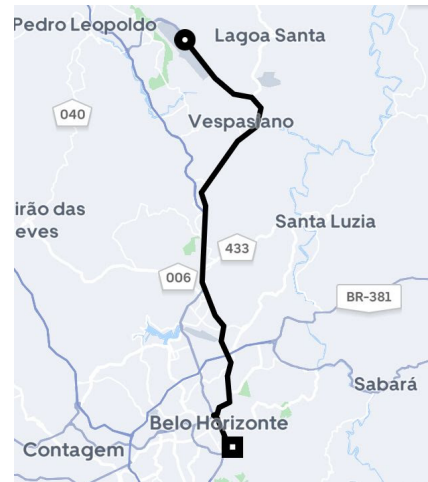 Pedro Leopoldo
Lagoa Santa
040
Vespasiano
irão das
eves
Santa Luzia
433
006
BR-381
Sabará
Belo Horizonte
Contagem